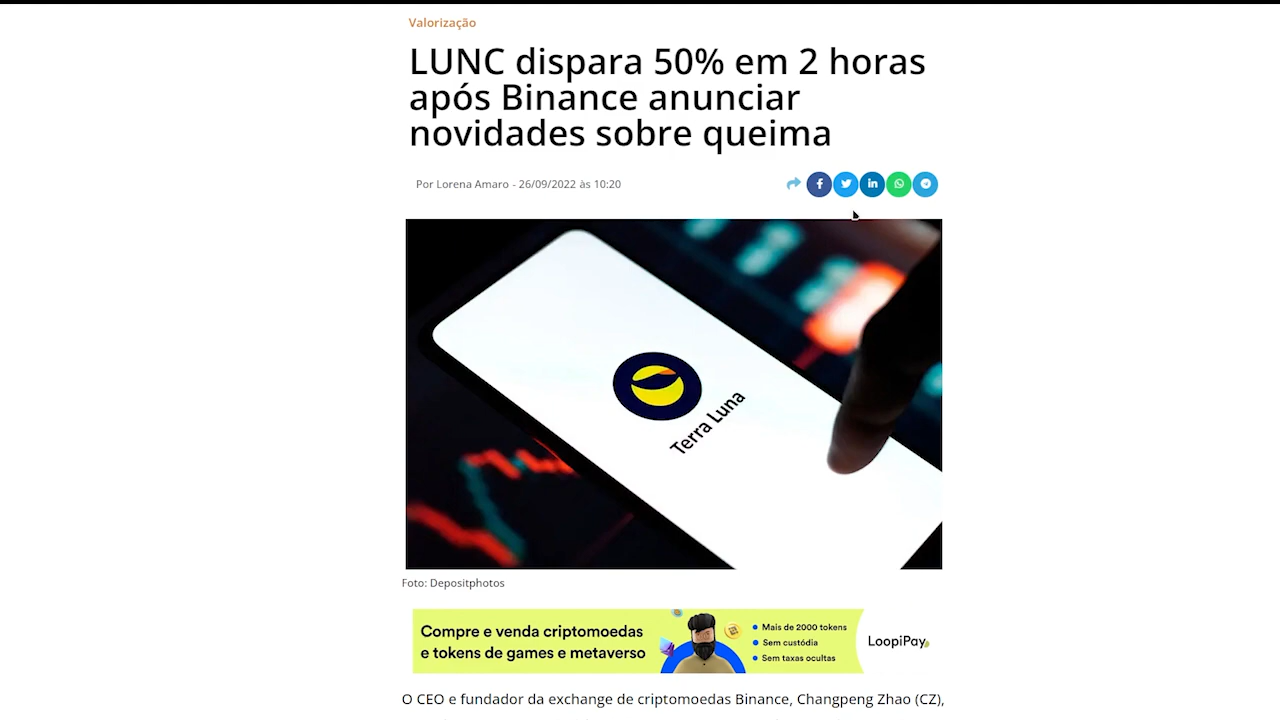 Valorização
LUNC dispara 50% em 2 horas
após Binance anunciar
novidades sobre queima
Por Lorena Amaro - 26/09/2022 às 10:20
Terra Luna
Foto: Depositphotos
Compre e venda criptomoedas
e tokens de games e metaverso
Mais de 2000 tokens
Sem custódia
Sem taxas ocultas
LoopiPay
O CEO e fundador da exchange de criptomoedas Binance, Changpeng Zhao (CZ),